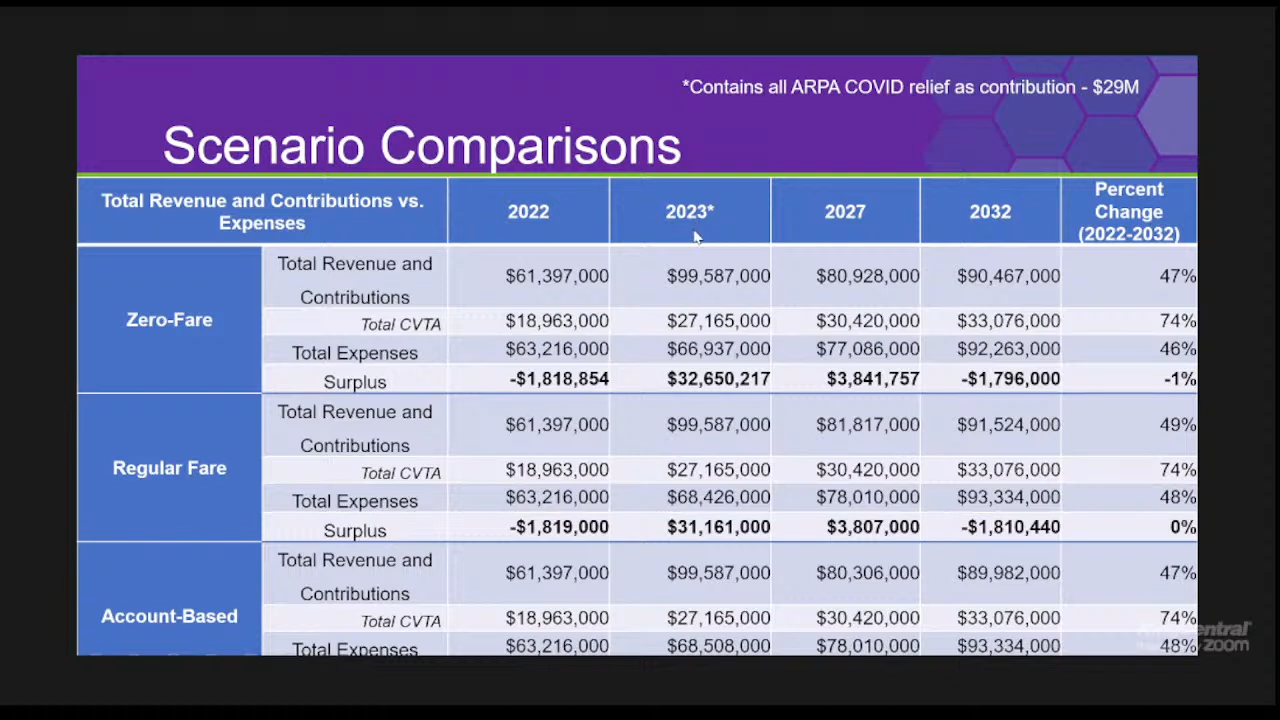 *Contains all ARPA COVID relief as contribution - $29M
Scenario Comparisons
Total Revenue and Contributions vs. Expenses 2022 2023* 2027 2032 Percent Change (2022-2032)
Zero-Fare
Total Revenue and Contributions $61,397,000 $99,587,000 $80,928,000 $90,467,000 47%
Total CVTA $18,963,000 $27,165,000 $30,420,000 $33,076,000 74%
Total Expenses $63,216,000 $66,937,000 $77,086,000 $92,263,000 46%
Surplus -$1,818,854 $32,650,217 $3,841,757 -$1,796,000 -1%
Regular Fare
Total Revenue and Contributions $61,397,000 $99,587,000 $81,817,000 $91,524,000 49%
Total CVTA $18,963,000 $27,165,000 $30,420,000 $33,076,000 74%
Total Expenses $63,216,000 $68,426,000 $78,010,000 $93,334,000 48%
Surplus -$1,819,000 $31,161,000 $3,807,000 -$1,810,440 0%
Account-Based
Total Revenue and Contributions $61,397,000 $99,587,000 $80,306,000 $89,982,000 47%
Total CVTA $18,963,000 $27,165,000 $30,420,000 $33,076,000 74%
Total Expenses $63,216,000 $68,508,000 $78,010,000 $93,334,000 48%
zoom